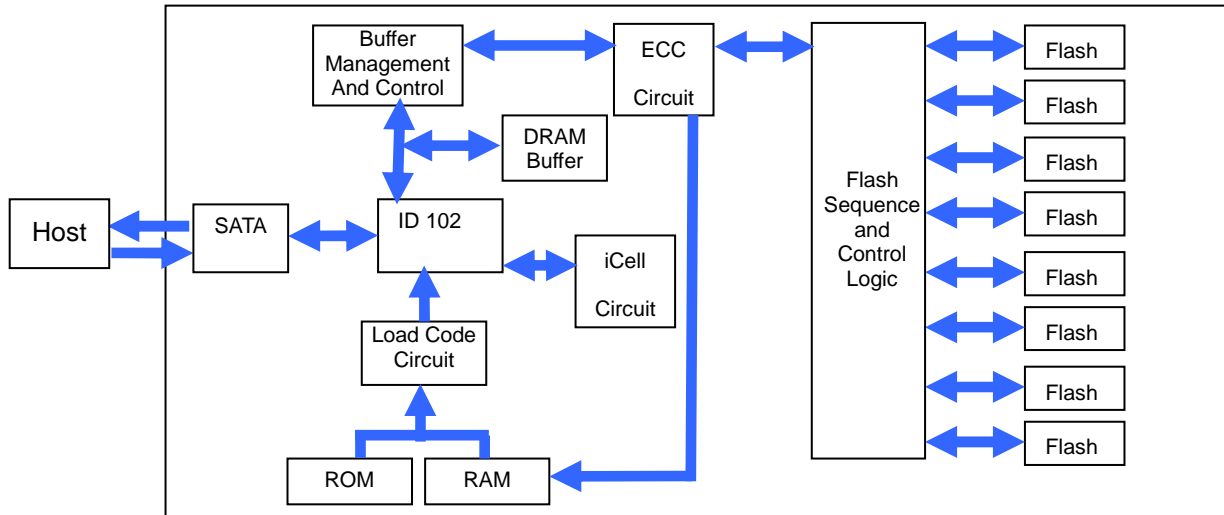 Buffer
Management
And Control
ECC
Circuit
DRAM
Buffer
Host
SATA
ID 102
iCell
Circuit
Load Code
Circuit
ROM
RAM
Flash
Sequence
and
Control
Logic
Flash
Flash
Flash
Flash
Flash
Flash
Flash
Flash